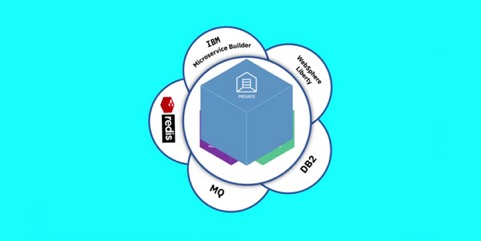 IBM
Microservice Builder
WebSphere
Liberty
DB2
MQ
redis
PRIVATE